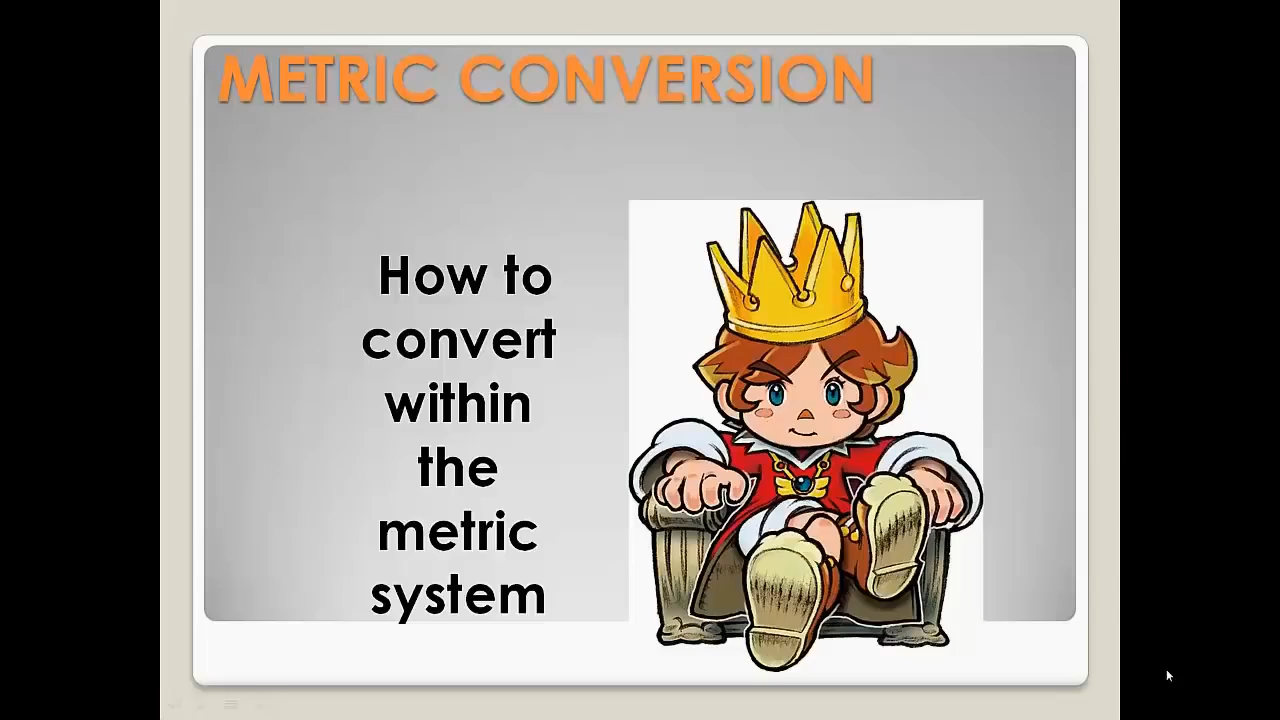 METRIC CONVERSION
How to
convert
within
the
metric
system